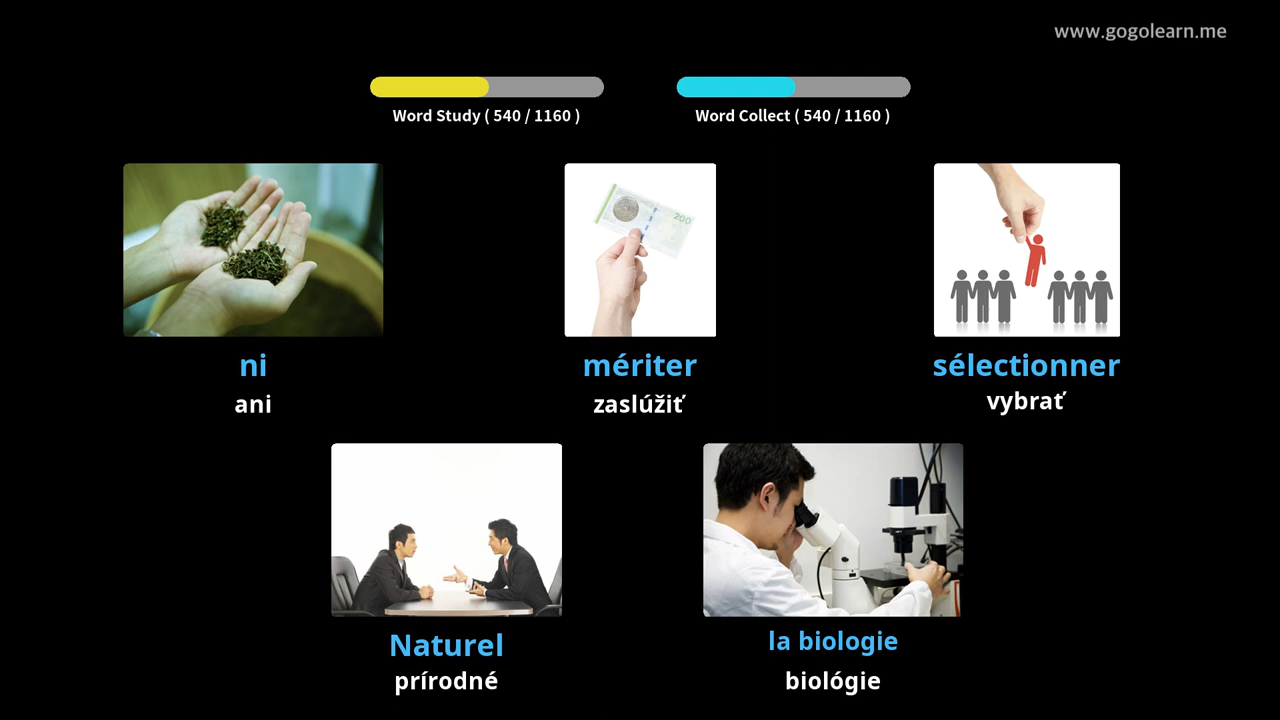 www.gogolearn.me
Word Study ( 540 / 1160 )
Word Collect ( 540 / 1160 )
200
ni
ani
mériter
zaslúžiť
sélectionner
vybrať
Naturel
prírodné
la biologie
biológie